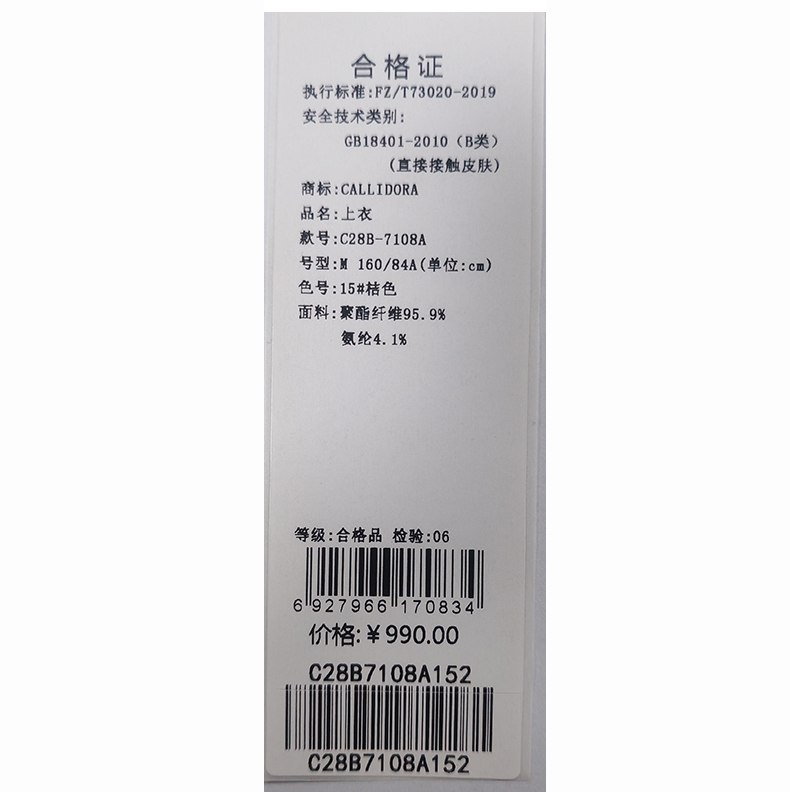 合格证
执行标准:FZ/T73020-2019
安全技术类别:
GB18401-2010（B类）
(直接接触皮肤)
商标:CALLIDORA
品名:上衣
款号:C28B-7108A
号型:M 160/84A(单位:cm)
色号:15#桔色
面料:聚酯纤维95.9%
氨纶4.1%
等级:合格品 检验:06
6 927966 170834
价格:￥990.00
C28B7108A152
C28B7108A152